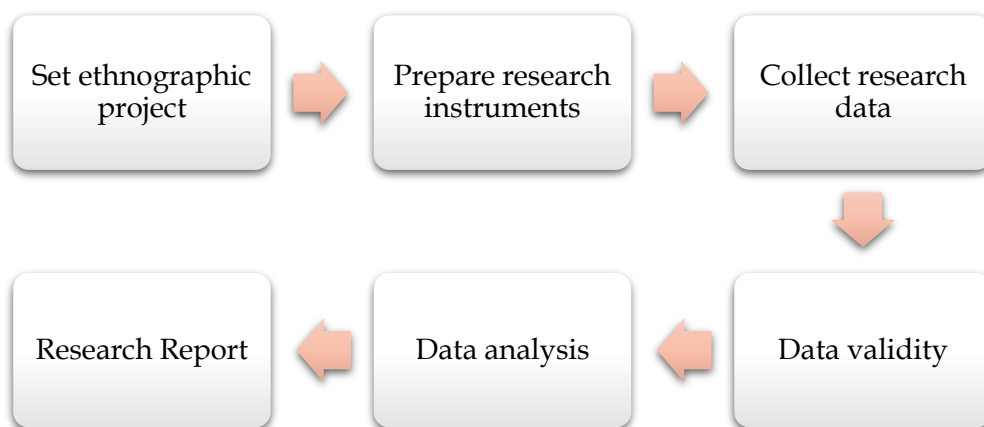 Set ethnographic
project
Prepare research
instruments
Collect research
data
Data validity
Data analysis
Research Report